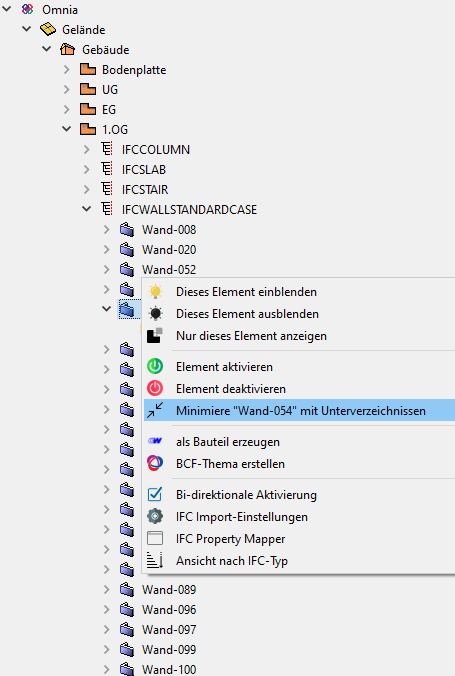 Omnia
Gelände
Gebäude
Bodenplatte
UG
EG
1.OG
IFCCOLUMN
IFCSLAB
IFCSTAIR
IFCWALLSTANDARDCASE
Wand-008
Wand-020
Wand-052
Dieses Element einblenden
Dieses Element ausblenden
Nur dieses Element anzeigen
Element aktivieren
Element deaktivieren
Minimiere "Wand-054" mit Unterverzeichnissen
als Bauteil erzeugen
BCF-Thema erstellen
Bi-direktionale Aktivierung
IFC Import-Einstellungen
IFC Property Mapper
Ansicht nach IFC-Typ
Wand-089
Wand-096
Wand-097
Wand-099
Wand-100